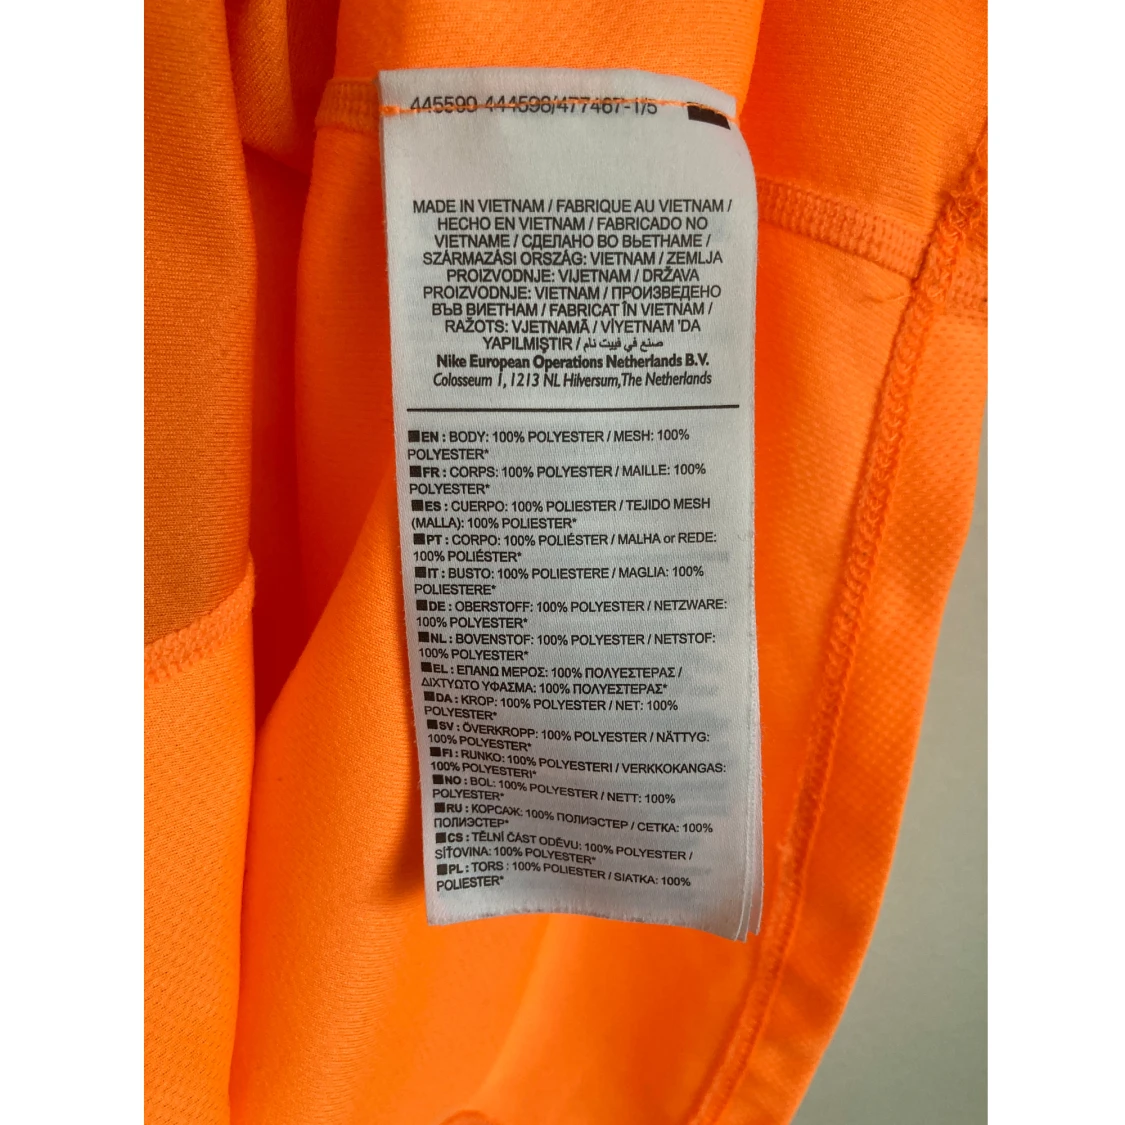 445599 444598/477467-1/5
MADE IN VIETNAM / FABRIQUE AU VIETNAM /
HECHO EN VIETNAM / FABRICADO NO
VIETNAME / СДЕЛАНО ВО ВЬЕТНАМЕ /
SZÁRMAZÁSI ORSZÁG: VIETNAM / ZEMLJA
PROIZVODNJE: VIJETNAM / DRŽAVA
PROIZVODNJE: VIETNAM / ПРОИЗВЕДЕНО
ВЪВ ВИЕТНАМ / FABRICAT ÎN VIETNAM /
RAŽOTS: VJETNAMĀ / VİYETNAM 'DA
YAPILMIŞTIR / صنع في فييت نام
Nike European Operations Netherlands B.V.
Colosseum 1, 1213 NL Hilversum,The Netherlands
EN : BODY: 100% POLYESTER / MESH: 100%
POLYESTER*
FR : CORPS: 100% POLYESTER / MAILLE: 100%
POLYESTER*
ES : CUERPO: 100% POLIESTER / TEJIDO MESH
(MALLA): 100% POLIESTER*
PT : CORPO: 100% POLIÉSTER / MALHA or REDE:
100% POLIÉSTER*
IT : BUSTO: 100% POLIESTERE / MAGLIA: 100%
POLIESTERE*
DE : OBERSTOFF: 100% POLYESTER / NETZWARE:
100% POLYESTER*
NL : BOVENSTOF: 100% POLYESTER / NETSTOF:
100% POLYESTER*
EL : ΕΠΑΝΩ ΜΕΡΟΣ: 100% ΠΟΛΥΕΣΤΕΡΑΣ /
ΔΙΧΤΥΩΤΟ ΥΦΑΣΜΑ: 100% ΠΟΛΥΕΣΤΕΡΑΣ*
DA : KROP: 100% POLYESTER / NET: 100%
POLYESTER*
SV : ÖVERKROPP: 100% POLYESTER / NÄTTYG:
100% POLYESTER*
FI : RUNKO: 100% POLYESTERI / VERKKOKANGAS:
100% POLYESTERI*
NO : BOL: 100% POLYESTER / NETT: 100%
POLYESTER*
RU : КОРСАЖ: 100% ПОЛИЭСТЕР / СЕТКА: 100%
ПОЛИЭСТЕР*
CS : TĚLNÍ ČÁST ODĚVU: 100% POLYESTER /
SÍŤOVINA: 100% POLYESTER*
PL : TORS : 100% POLIESTER / SIATKA: 100%
POLIESTER*